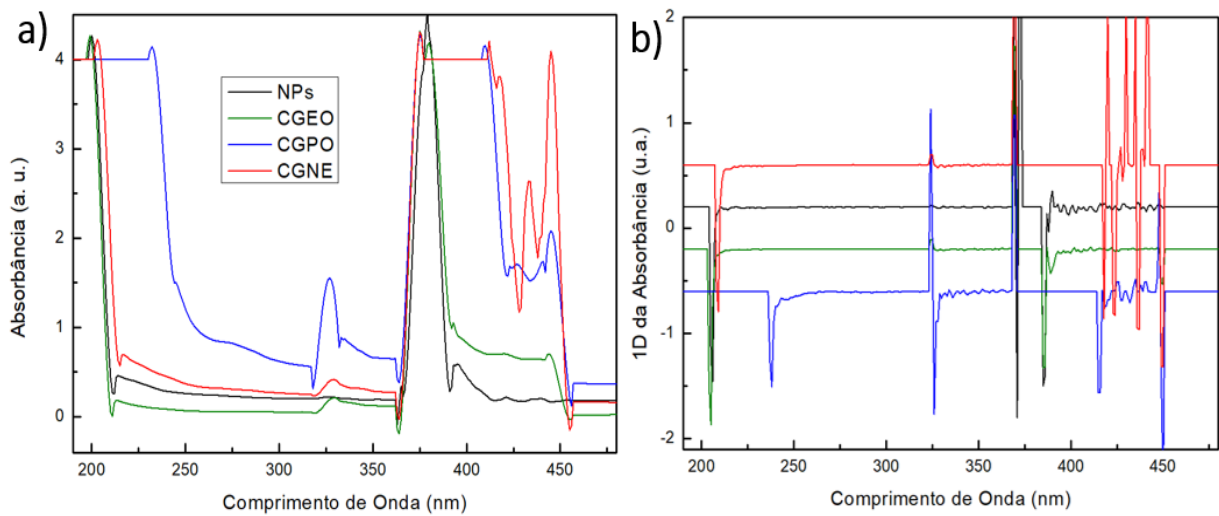 a)
4
3
2
1
0
Absorbância (a. u.)
NPs
CGEO
CGPO
CGNE
200 250 300 350 400 450
Comprimento de Onda (nm)
b)
2
1
0
-1
-2
1D da Absorbância (u.a.)
200 250 300 350 400 450
Comprimento de Onda (nm)